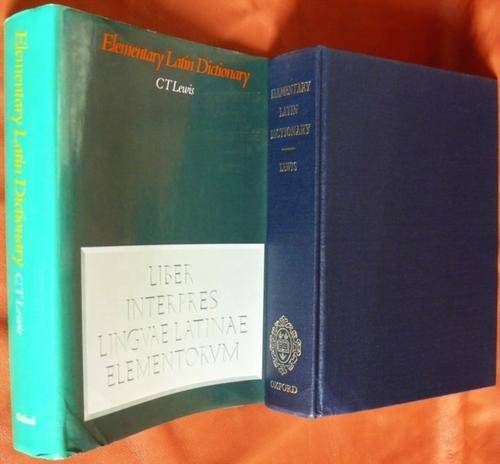 Elementary Latin Dictionary C T Lewis
Oxford
Elementary Latin Dictionary
C T Lewis
LIBER
INTERPRES
LINGVAE LATINAE
ELEMENTORVM
ELEMENTARY
LATIN
DICTIONARY
LEWIS
OXFORD